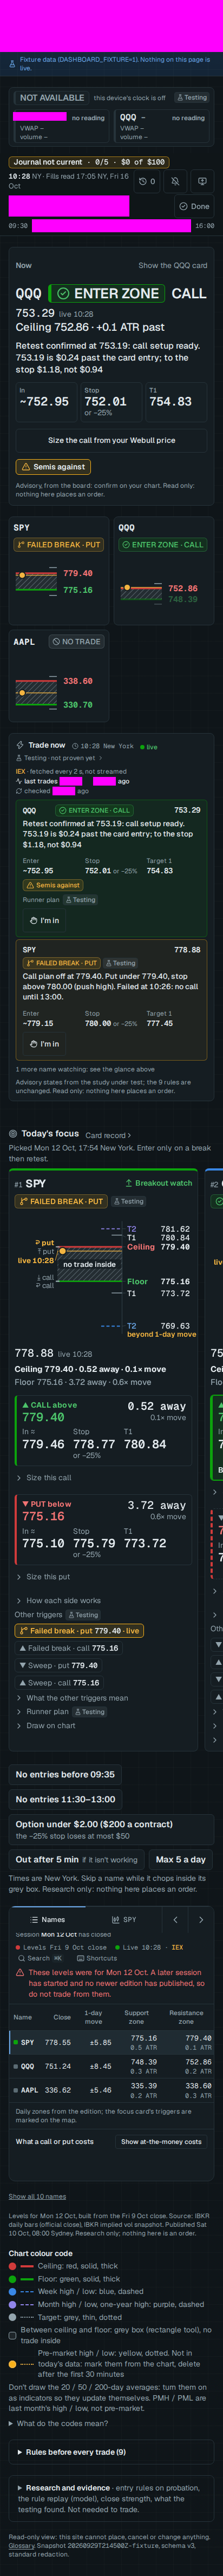 Fixture data (DASHBOARD_FIXTURE=1). Nothing on this page is
live.
NOT AVAILABLE this device's clock is off Testing
no reading
VWAP –
volume –
QQQ – no reading
VWAP –
volume –
Journal not current · 0/5 · $0 of $100
10:28 NY · Fills read 17:05 NY, Fri 16
Oct
0
Done
09:30 16:00
Now Show the QQQ card
QQQ ENTER ZONE CALL
753.29 live 10:28
Ceiling 752.86 · +0.1 ATR past
Retest confirmed at 753.19: call setup ready.
753.19 is $0.24 past the card entry; to the
stop $1.18, not $0.94
In
~752.95
Stop
752.01
or −25%
T1
754.83
Size the call from your Webull price
Semis against
Advisory, from the board: confirm on your chart. Read only:
nothing here places an order.
SPY
FAILED BREAK · PUT
779.40
775.16
QQQ
ENTER ZONE · CALL
752.86
748.39
AAPL NO TRADE
338.60
330.70
Trade now 10:28 New York live
Testing · not proven yet
IEX · fetched every 2 s, not streamed
last trades ago
checked ago
QQQ ENTER ZONE · CALL 753.29
Retest confirmed at 753.19: call setup ready.
753.19 is $0.24 past the card entry; to the stop
$1.18, not $0.94
Enter
~752.95
Stop
752.01 or −25%
Target 1
754.83
Semis against
Runner plan Testing
I'm in
SPY 778.88
FAILED BREAK · PUT Testing
Call plan off at 779.40. Put under 779.40, stop
above 780.00 (push high). Failed at 10:26: no call
until 13:00.
Enter
~779.15
Stop
780.00 or −25%
Target 1
777.45
I'm in
1 more name watching: see the glance above
Advisory states from the study under test; the 9 rules are
unchanged. Read only: nothing here places an order.
Today's focus Card record
Picked Mon 12 Oct, 17:54 New York. Enter only on a break
then retest.
#1 SPY Breakout watch
FAILED BREAK · PUT Testing
T2 781.62
T1 780.84
Ceiling 779.40
put
put
live 10:28
no trade inside
call
call
Floor 775.16
T1 773.72
T2 769.63
beyond 1-day move
778.88 live 10:28
Ceiling 779.40 · 0.52 away · 0.1× move
Floor 775.16 · 3.72 away · 0.6× move
▲ CALL above 0.52 away
779.40 0.1× move
In ≈
779.46
Stop
778.77
or −25%
T1
780.84
Size this call
▼ PUT below 3.72 away
775.16 0.6× move
In ≈
775.10
Stop
775.79
or −25%
T1
773.72
Size this put
How each side works
Other triggers Testing
Failed break · put 779.40 · live
▲ Failed break · call 775.16
▼ Sweep · put 779.40
▲ Sweep · call 775.16
What the other triggers mean
Runner plan Testing
Draw on chart
#2
No entries before 09:35
No entries 11:30–13:00
Option under $2.00 ($200 a contract)
the −25% stop loses at most $50
Out after 5 min if it isn't working
Max 5 a day
Times are New York. Skip a name while it chops inside its
grey box. Research only: nothing here places an order.
Names SPY
Session Mon 12 Oct has closed
Levels Fri 9 Oct close Live 10:28 · IEX
Search ⌘K Shortcuts
These levels were for Mon 12 Oct. A later session
has started and no newer edition has published, so
do not trade from them.
Name Close 1-day move Support zone Resistance zone
SPY 778.55 ±5.85 775.16 0.5 ATR 779.40 0.1 ATR
QQQ 751.24 ±8.45 748.39 0.3 ATR 752.86 0.2 ATR
AAPL 336.62 ±5.46 335.39 0.2 ATR 338.60 0.2 ATR
Daily zones from the edition; the focus card's triggers are
marked on the map.
What a call or put costs Show at-the-money costs
Show all 10 names
Levels for Mon 12 Oct, built from the Fri 9 Oct close. Source: IBKR
daily bars (official close), IBKR implied vol snapshot. Published Sat
10 Oct, 08:00 Sydney Research only; nothing here is an order.
Chart colour code
Ceiling: red, solid, thick
Floor: green, solid, thick
Week high / low: blue, dashed
Month high / low, one-year high: purple, dashed
Target: grey, thin, dotted
Between ceiling and floor: grey box (rectangle tool), no
trade inside
Pre-market high / low: yellow, dotted. Not in
today's data: mark them from the chart, delete
after the first 30 minutes
Don't draw the 20 / 50 / 200-day averages: turn them on
as indicators so they update themselves. PMH / PML are
last month's high / low, not pre-market.
What do the codes mean?
Rules before every trade (9)
Research and evidence · entry rules on probation,
the rule replay (model), close strength, what the
testing found. Not needed to trade.
Read-only view: this site cannot place, cancel or change anything.
Glossary. Snapshot 20260929T214500Z-fixture, schema v3,
standard redaction.